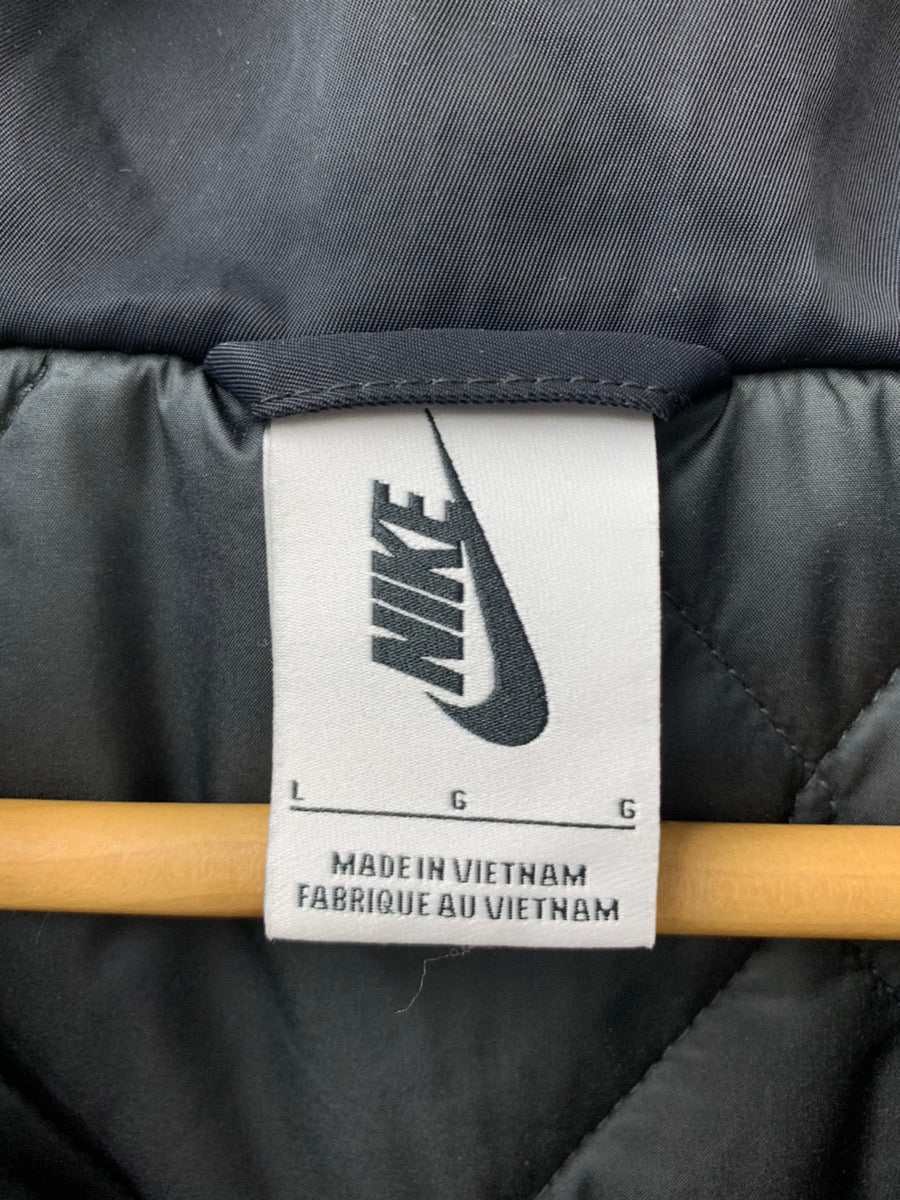 NIKE
L G G
MADE IN VIETNAM
FABRIQUE AU VIETNAM